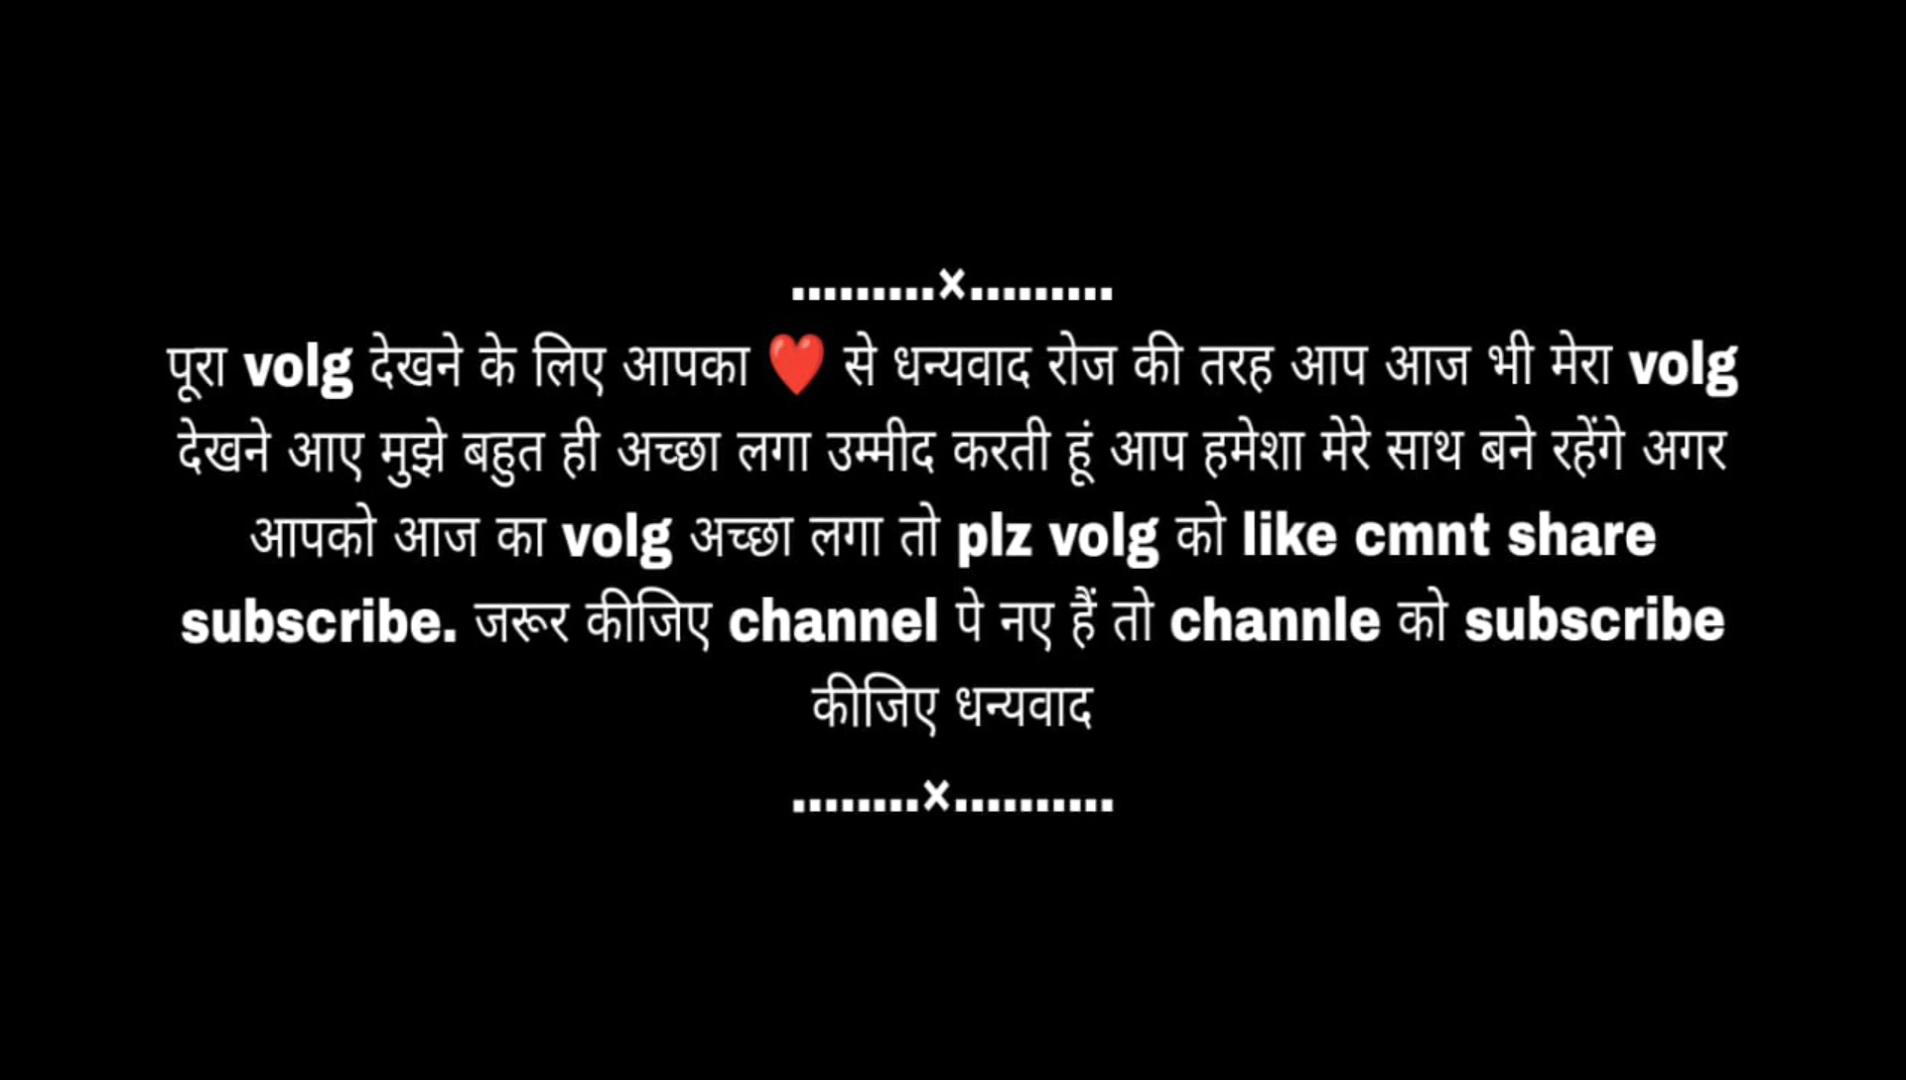 .........×.........
पूरा volg देखने के लिए आपका ❤️ से धन्यवाद रोज की तरह आप आज भी मेरा volg
देखने आए मुझे बहुत ही अच्छा लगा उम्मीद करती हूं आप हमेशा मेरे साथ बने रहेंगे अगर
आपको आज का volg अच्छा लगा तो plz volg को like cmnt share
subscribe. जरूर कीजिए channel पे नए हैं तो channle को subscribe
कीजिए धन्यवाद
........×..........